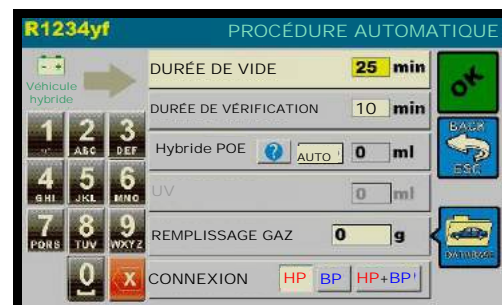 R1234yf PROCÉDURE AUTOMATIQUE
- +
Véhicule
hybride
DURÉE DE VIDE 25 min
OK
DURÉE DE VÉRIFICATION 10 min
1 2 ABC 3 DEF
Hybride POE ? AUTO 0 ml
BACK
ESC
4 GHI 5 JKL 6 MNO
UV 0 ml
7 PQRS 8 TUV 9 WXYZ
REMPLISSAGE GAZ 0 g
DATABASE
0 X
CONNEXION HP BP HP+BP